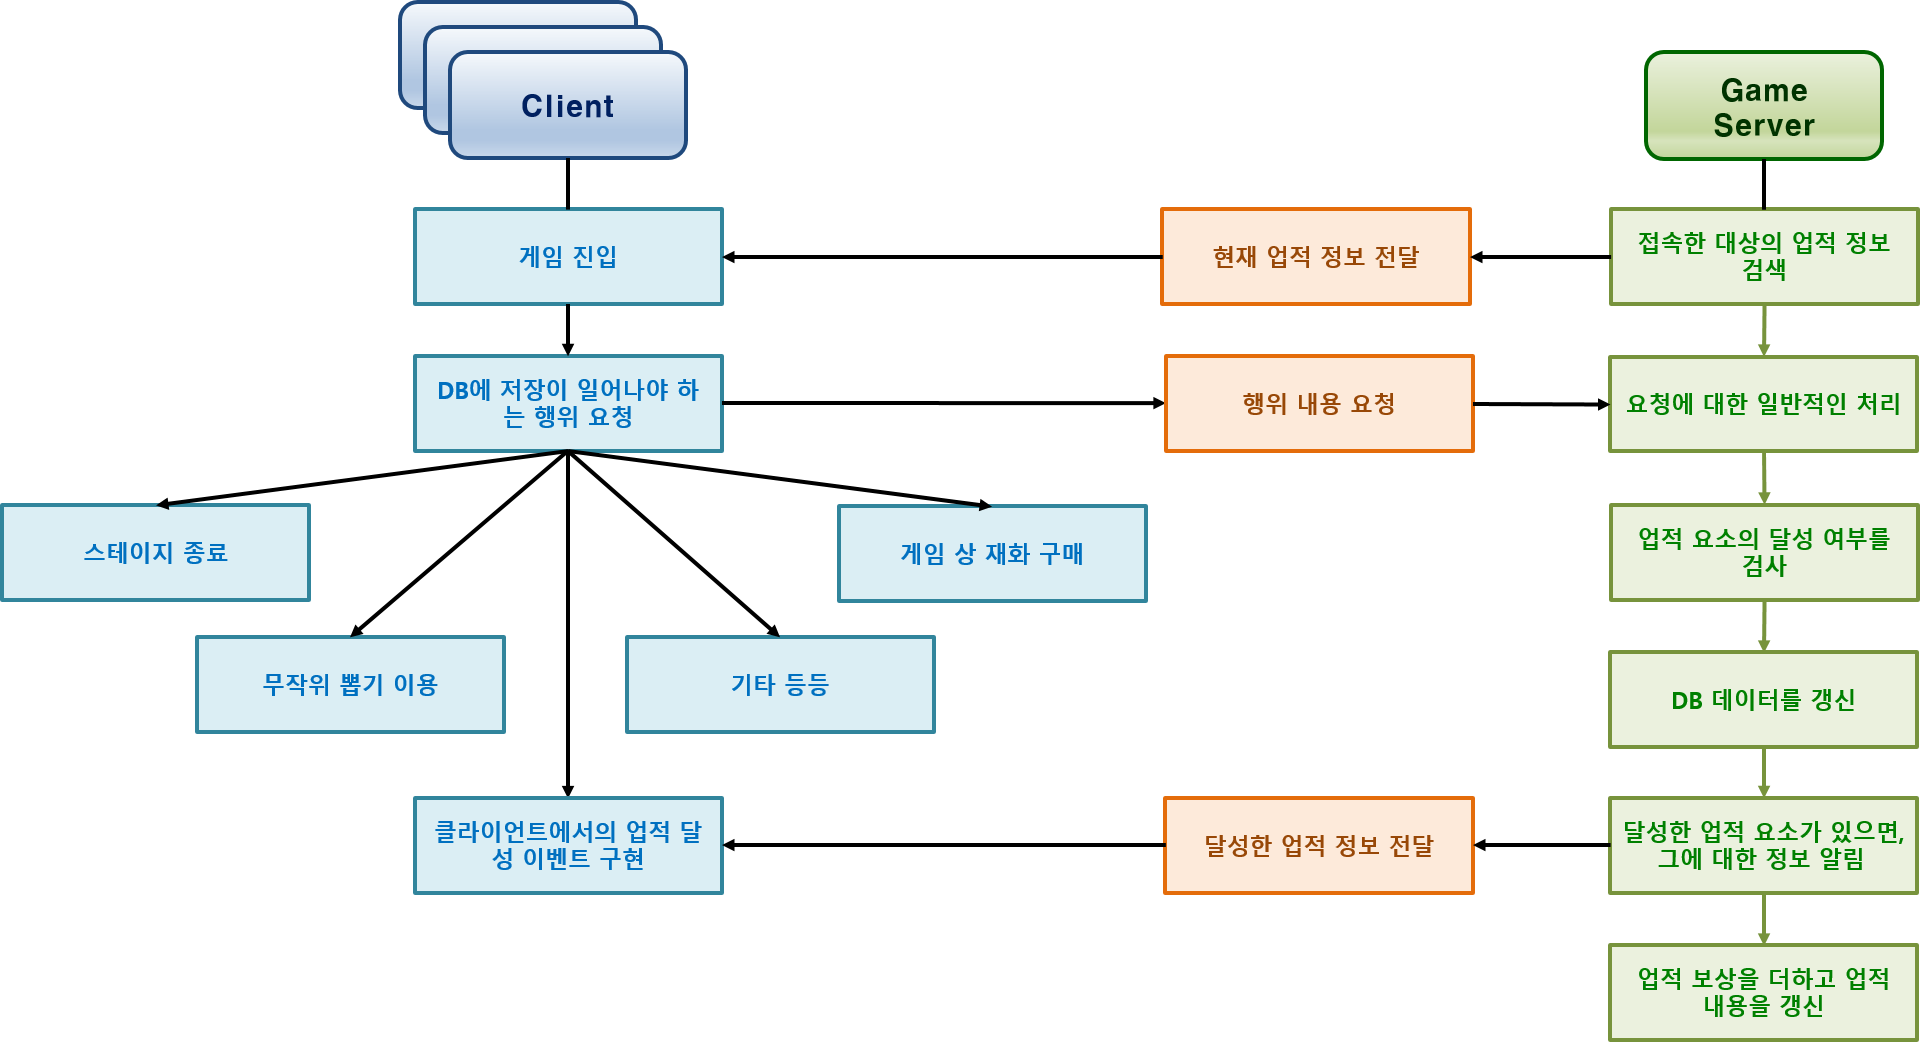 Client
Game
Server
게임 진입
현재 업적 정보 전달
접속한 대상의 업적 정보
검색
DB에 저장이 일어나야 하
는 행위 요청
행위 내용 요청
요청에 대한 일반적인 처리
스테이지 종료
게임 상 재화 구매
업적 요소의 달성 여부를
검사
무작위 뽑기 이용
기타 등등
DB 데이터를 갱신
클라이언트에서의 업적 달
성 이벤트 구현
달성한 업적 정보 전달
달성한 업적 요소가 있으면,
그에 대한 정보 알림
업적 보상을 더하고 업적
내용을 갱신